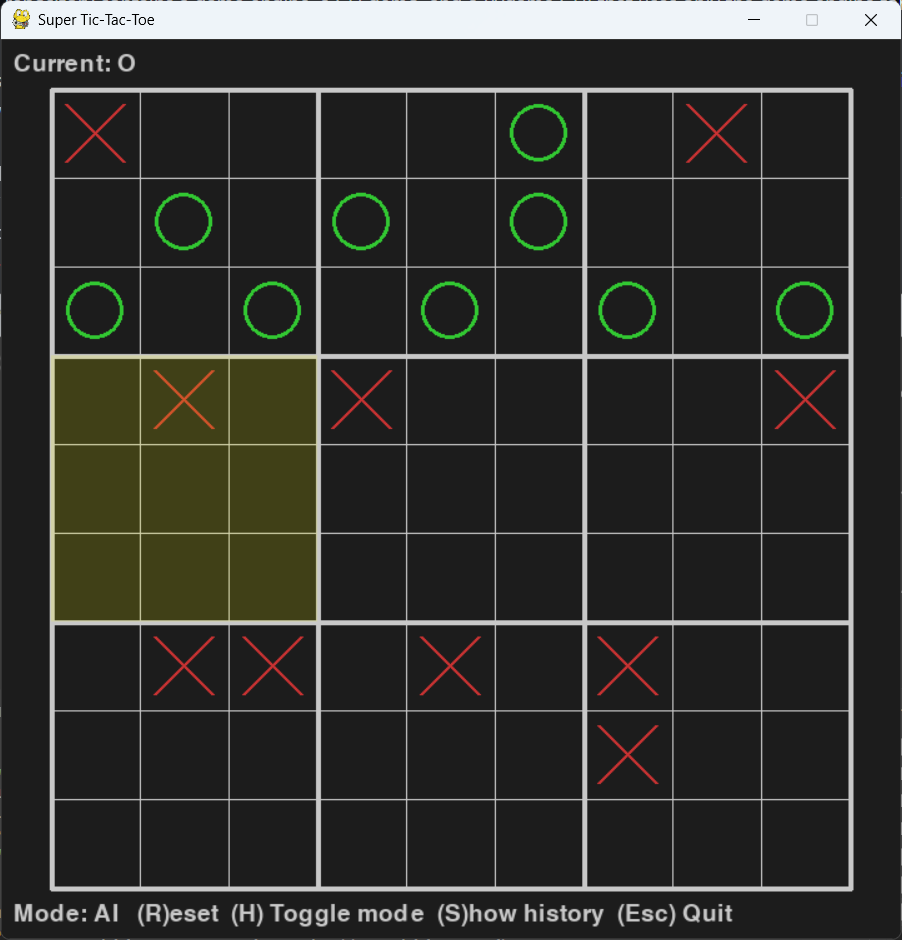 Super Tic-Tac-Toe
Current: O
Mode: AI (R)eset (H) Toggle mode (S)how history (Esc) Quit